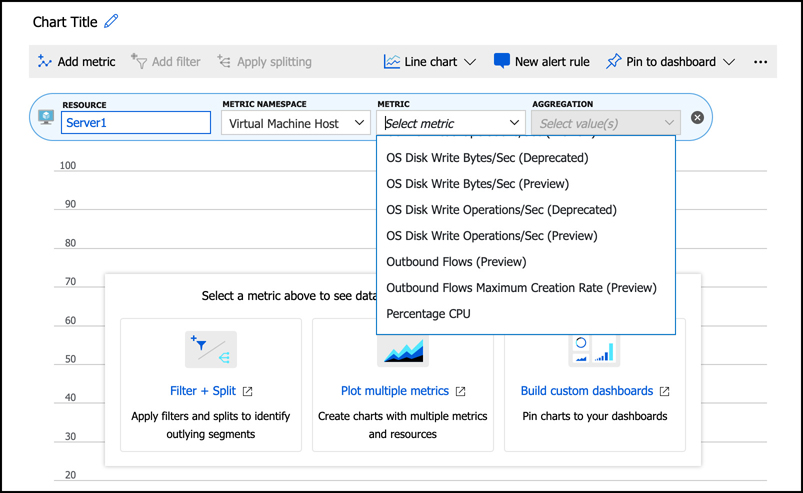 Chart Title
Add metric Add filter Apply splitting Line chart New alert rule Pin to dashboard ...
RESOURCE METRIC NAMESPACE METRIC AGGREGATION
Server1 Virtual Machine Host Select metric Select value(s)
OS Disk Write Bytes/Sec (Deprecated)
100
OS Disk Write Bytes/Sec (Preview)
90
OS Disk Write Operations/Sec (Deprecated)
OS Disk Write Operations/Sec (Preview)
80
Outbound Flows (Preview)
70
Outbound Flows Maximum Creation Rate (Preview)
Select a metric above to see data
Percentage CPU
60
50
Filter + Split Plot multiple metrics Build custom dashboards
40
Apply filters and splits to identify Create charts with multiple metrics Pin charts to your dashboards
outlying segments and resources
30
20